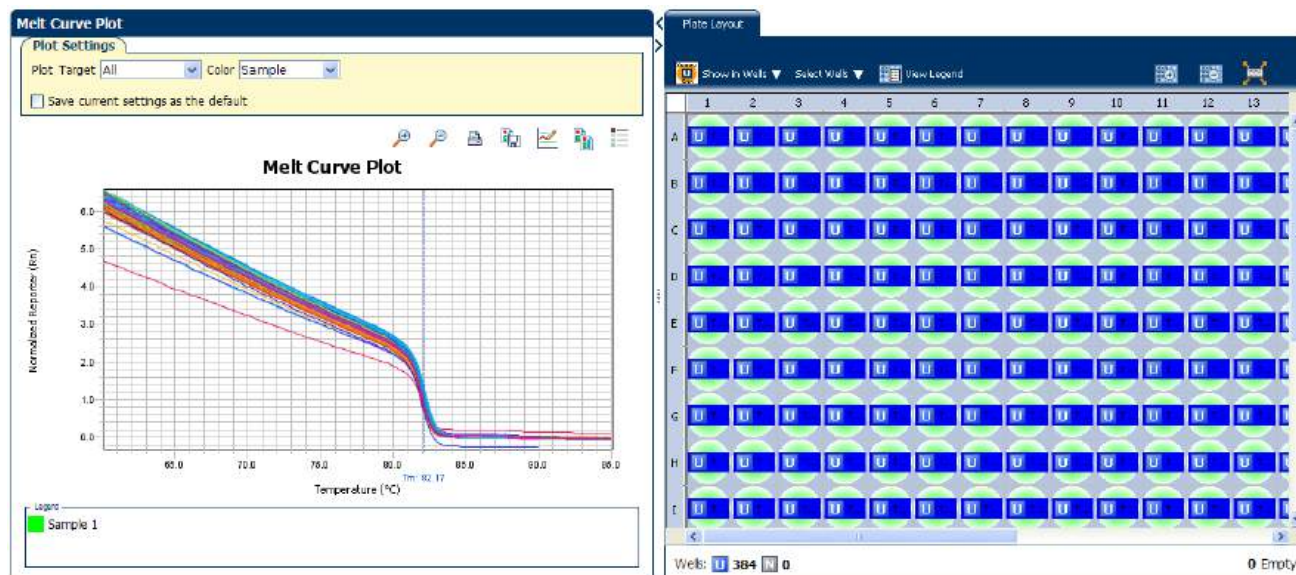 Melt Curve Plot
Plot Settings
Plot Target All Color Sample
Save current settings as the default
Melt Curve Plot
Normalized Reporter (Rn)
6.0
5.0
4.0
3.0
2.0
1.0
0.0
65.0 70.0 75.0 80.0 85.0 90.0 95.0
Tm: 82.17
Temperature (°C)
Legend
Sample 1
Plate Layout
Show in Wells ▼ Select Wells ▼ View Legend
1 2 3 4 5 6 7 8 9 10 11 12 13
A U U U U U U U U U U U U U
B U U U U U U U U U U U U U
C U U U U U U U U U U U U U
D U U U U U U U U U U U U U
E U U U U U U U U U U U U U
F U U U U U U U U U U U U U
G U U U U U U U U U U U U U
H U U U U U U U U U U U U U
I U U U U U U U U U U U U U
Wells: U 384 N 0 0 Empty